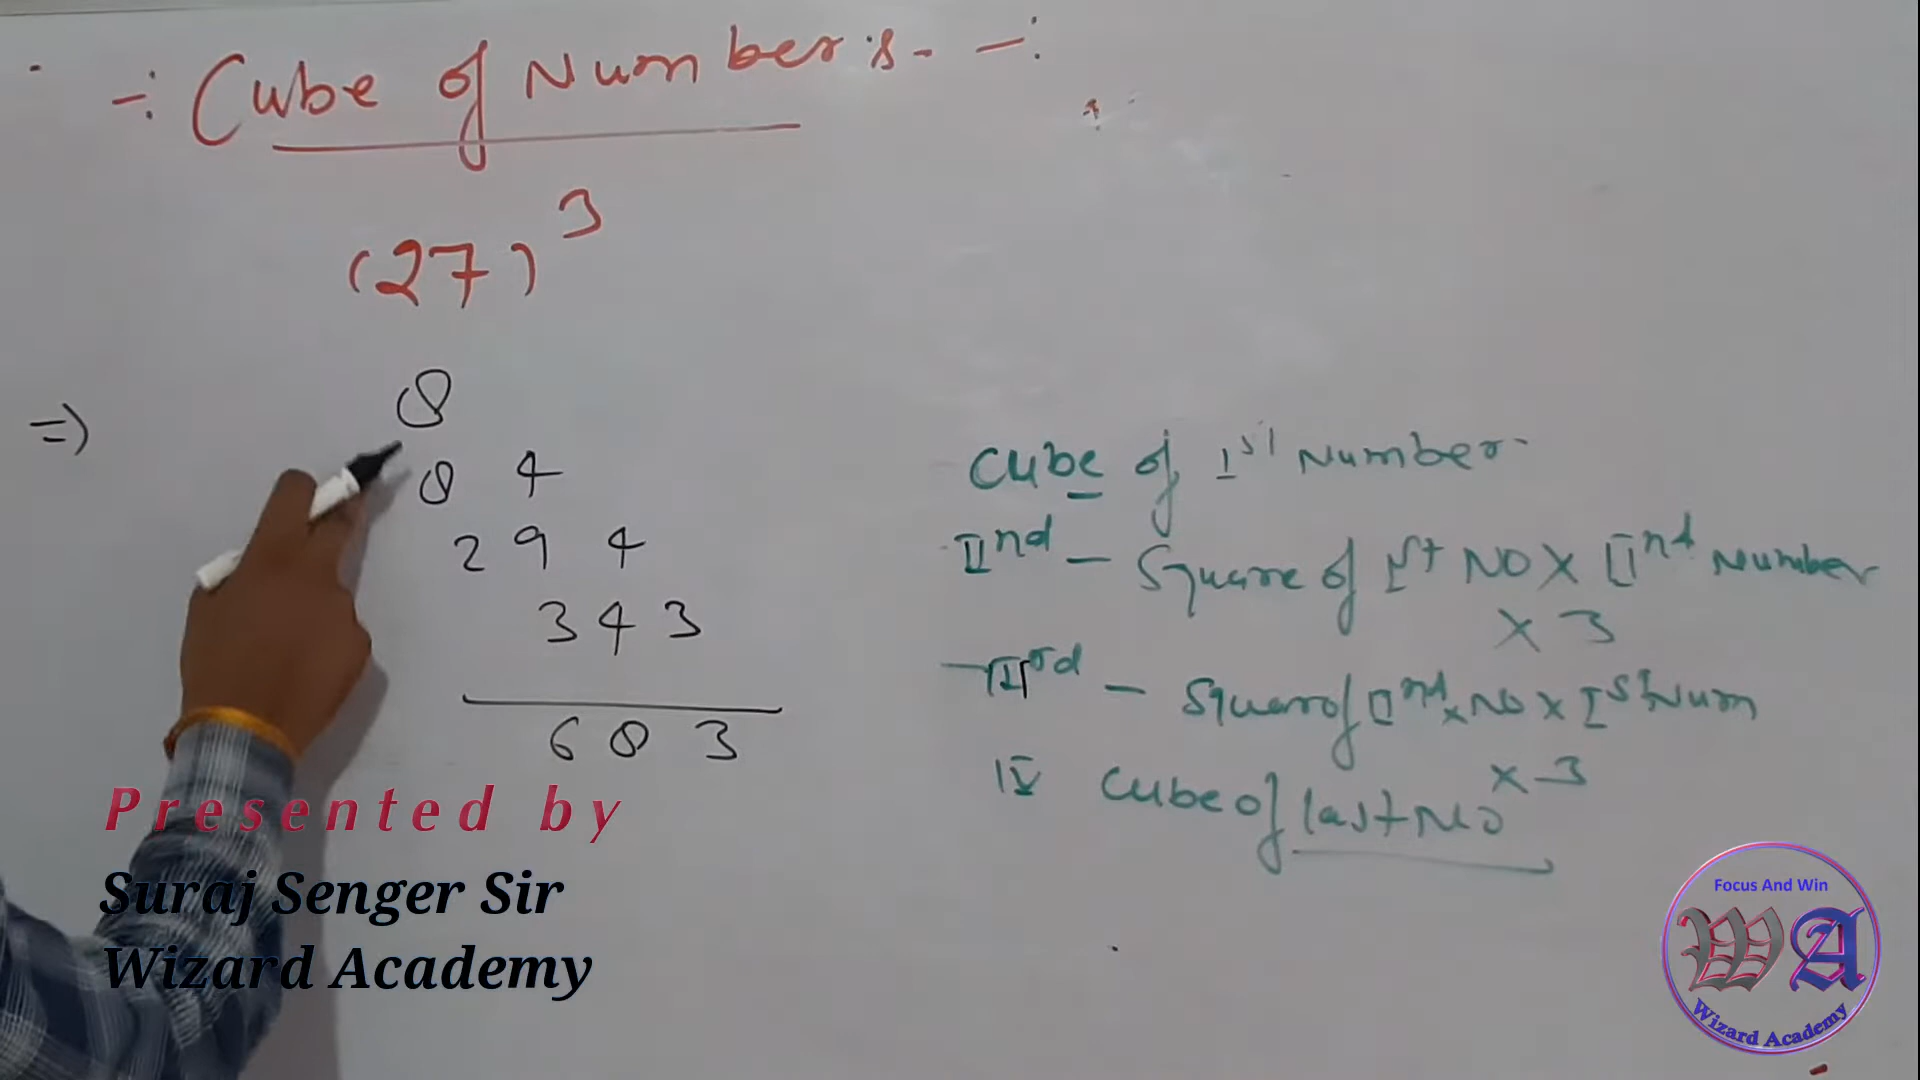 -: Cube of Numbers. -:
(27)³
=> 8
8 4
2 9 4
3 4 3
6 8 3
Cube of Ist Number.
IInd - Square of Ist NO X IInd Number
X 3
IIIrd - Squar of IInd NO X Ist Num
X 3
IV Cube of last NO
Presented by
Suraj Senger Sir
Wizard Academy
Focus And Win
WA
Wizard Academy